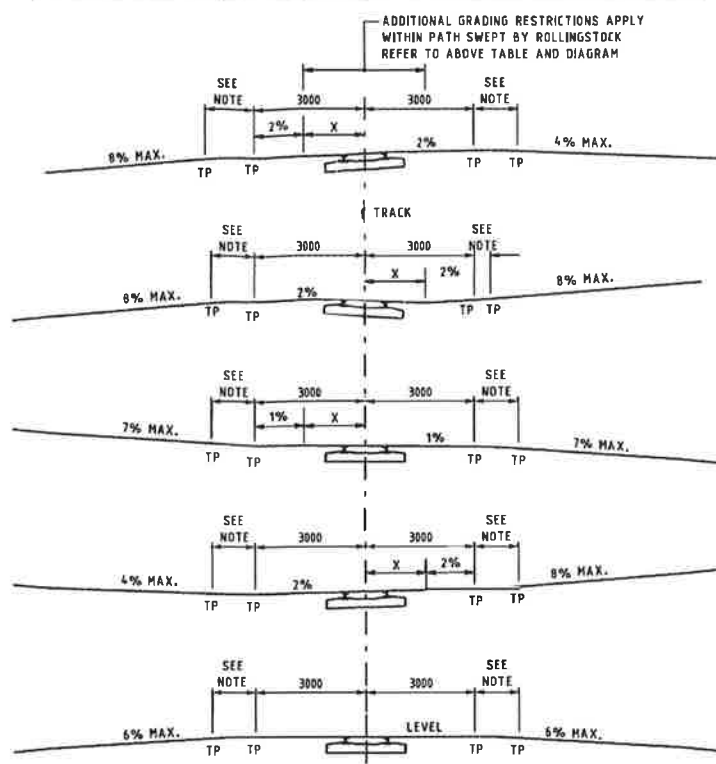 ADDITIONAL GRADING RESTRICTIONS APPLY
WITHIN PATH SWEPT BY ROLLINGSTOCK
REFER TO ABOVE TABLE AND DIAGRAM
SEE
NOTE
3000
3000
SEE
NOTE
2%
X
8% MAX.
2%
4% MAX.
TP
TP
TP
TP
TRACK
SEE
NOTE
3000
3000
SEE
NOTE
X
2%
8% MAX.
2%
8% MAX.
TP
TP
TP
TP
SEE
NOTE
3000
3000
SEE
NOTE
1%
X
7% MAX.
1%
7% MAX.
TP
TP
TP
TP
SEE
NOTE
3000
3000
SEE
NOTE
X
2%
4% MAX.
2%
8% MAX.
TP
TP
TP
TP
SEE
NOTE
3000
3000
SEE
NOTE
6% MAX.
LEVEL
6% MAX.
TP
TP
TP
TP